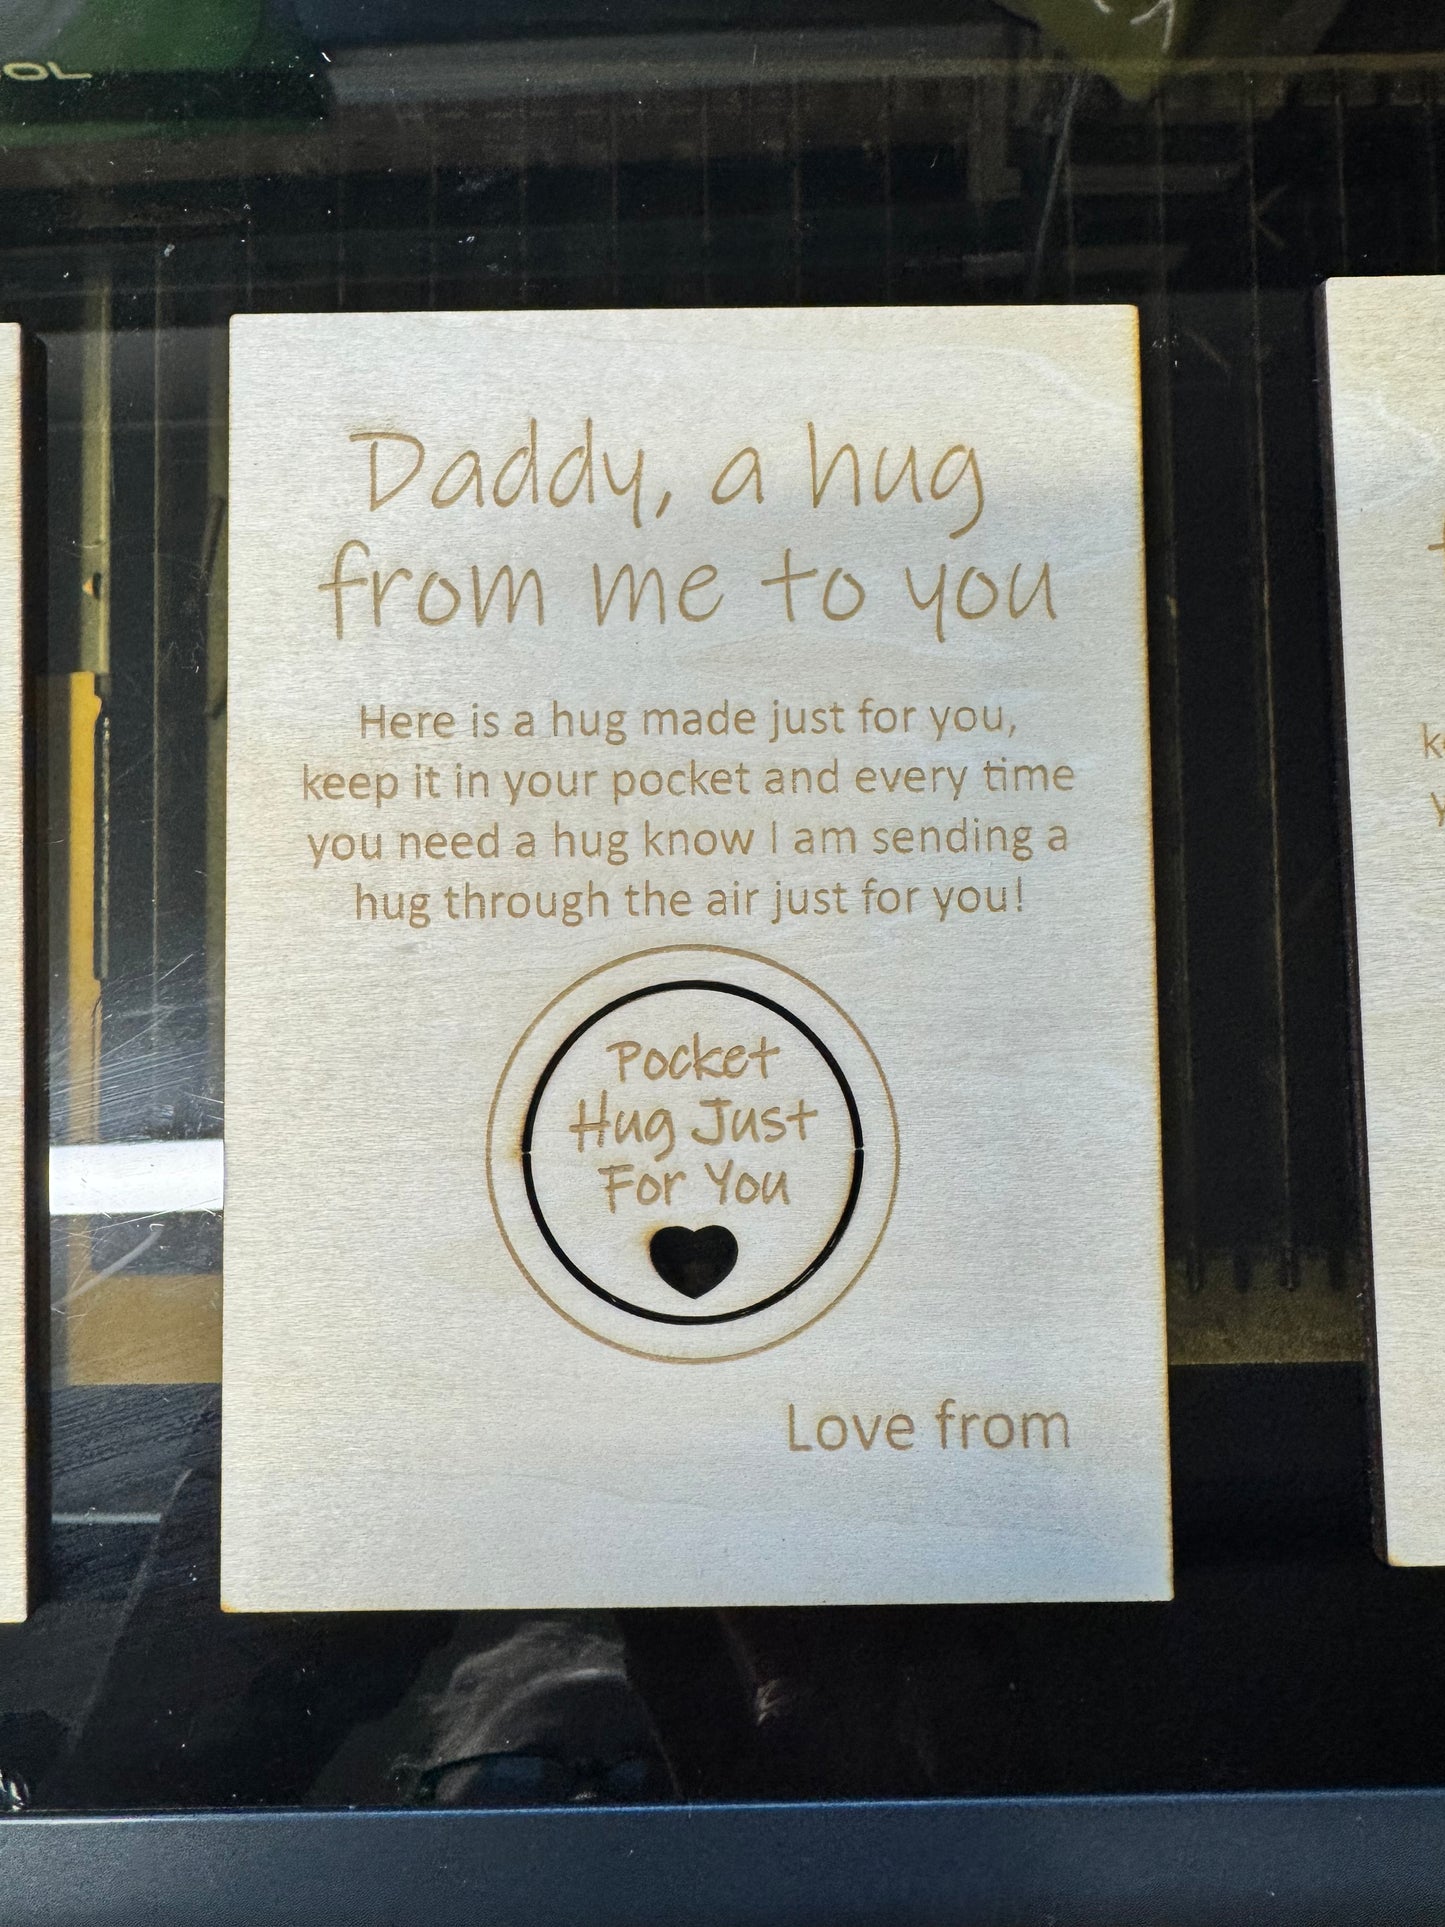 Daddy, a hug
from me to you
Here is a hug made just for you,
keep it in your pocket and every time
you need a hug know I am sending a
hug through the air just for you!
Pocket
Hug Just
For You
Love from